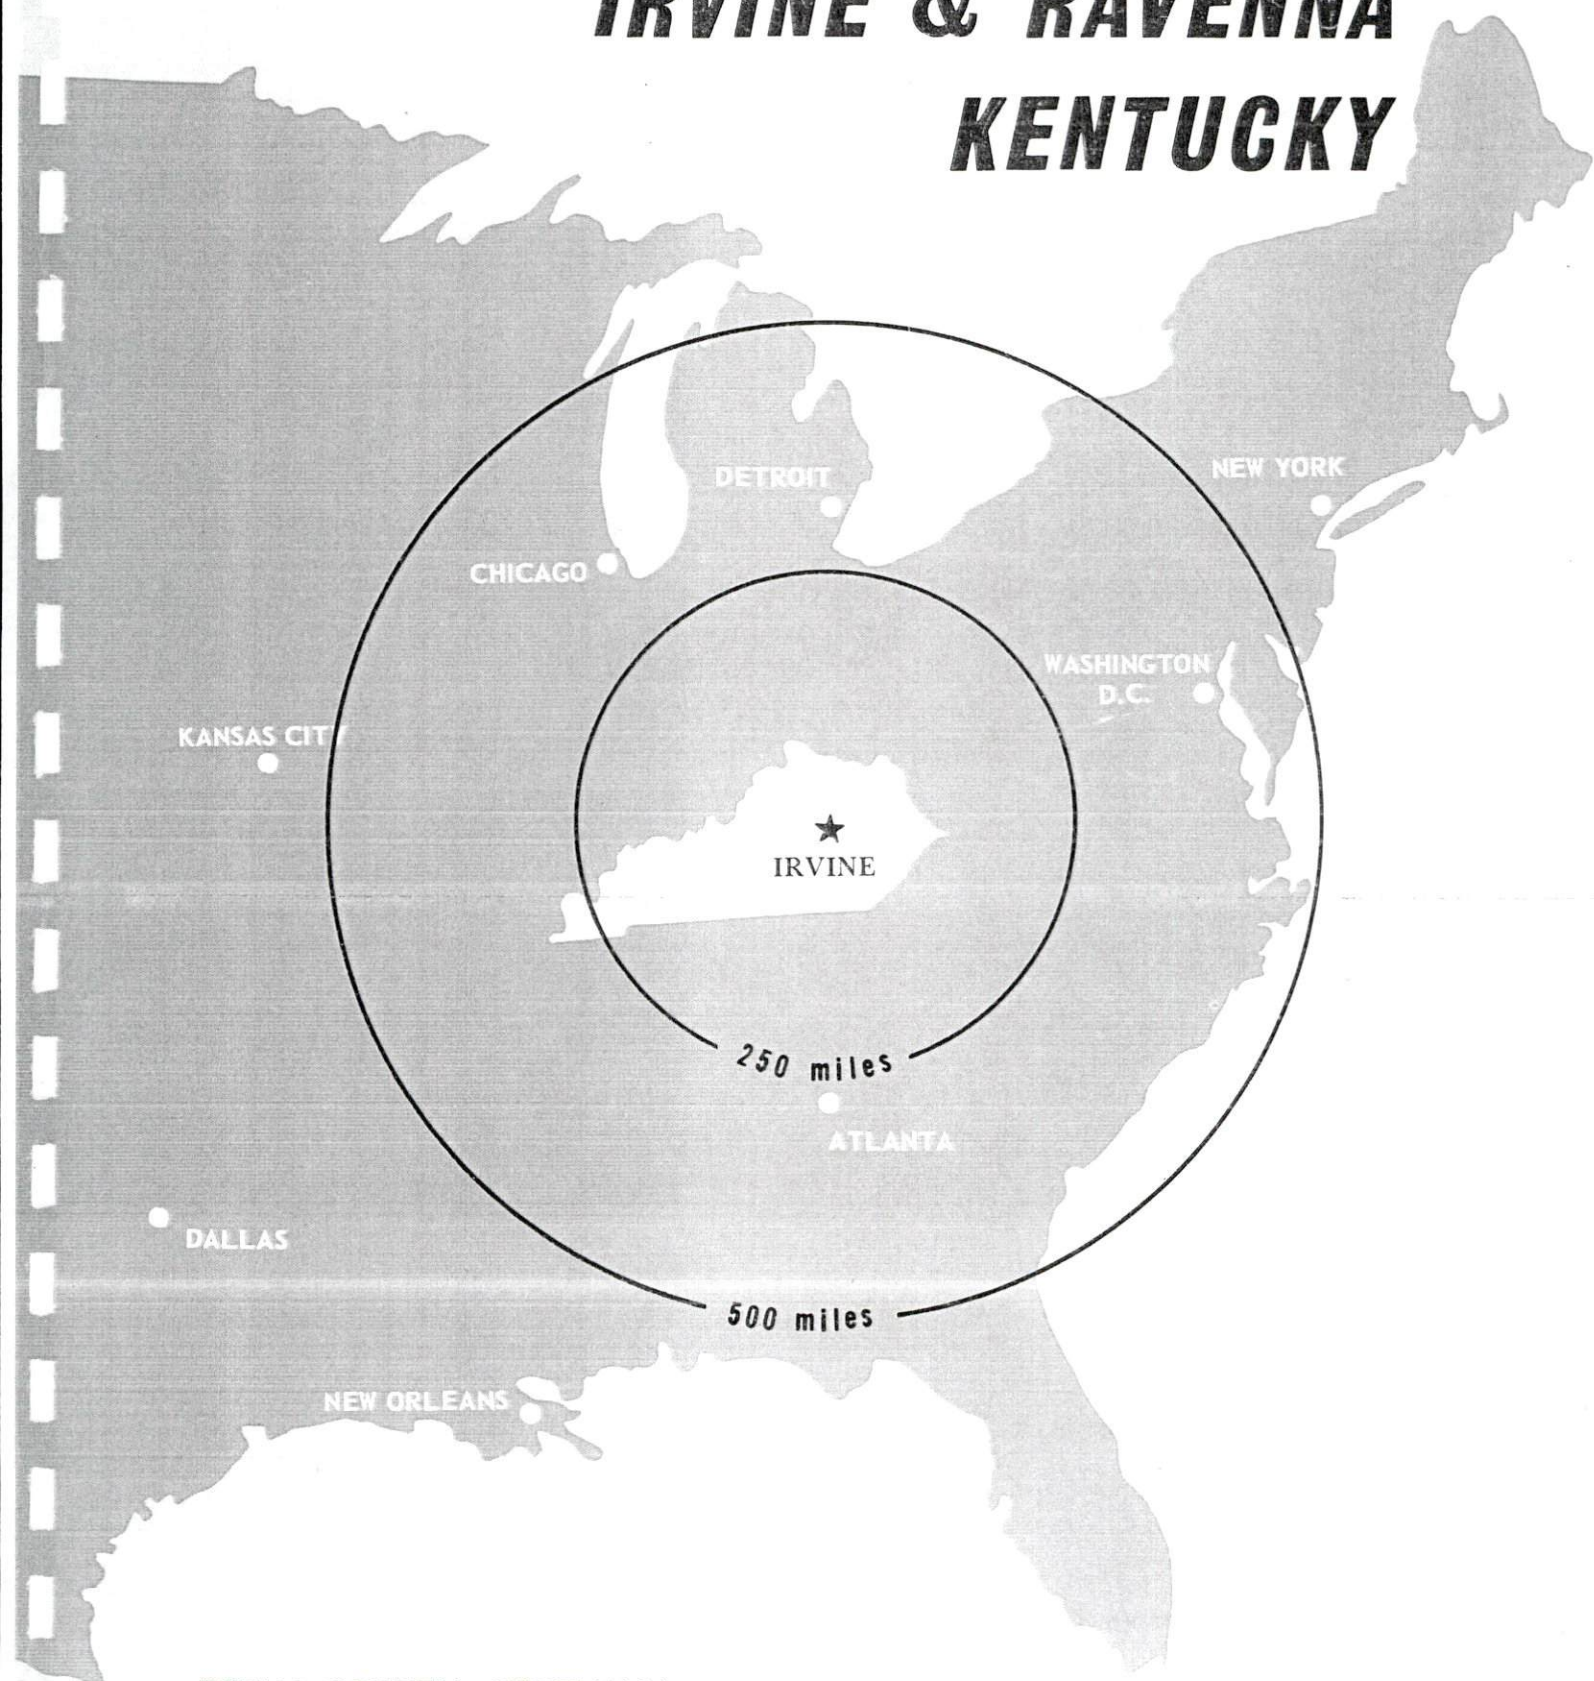 IRVINE & RAVENNA
KENTUCKY
DETROIT
NEW YORK
CHICAGO
WASHINGTON
D.C.
KANSAS CITY
IRVINE
250 miles
ATLANTA
DALLAS
500 miles
NEW ORLEANS